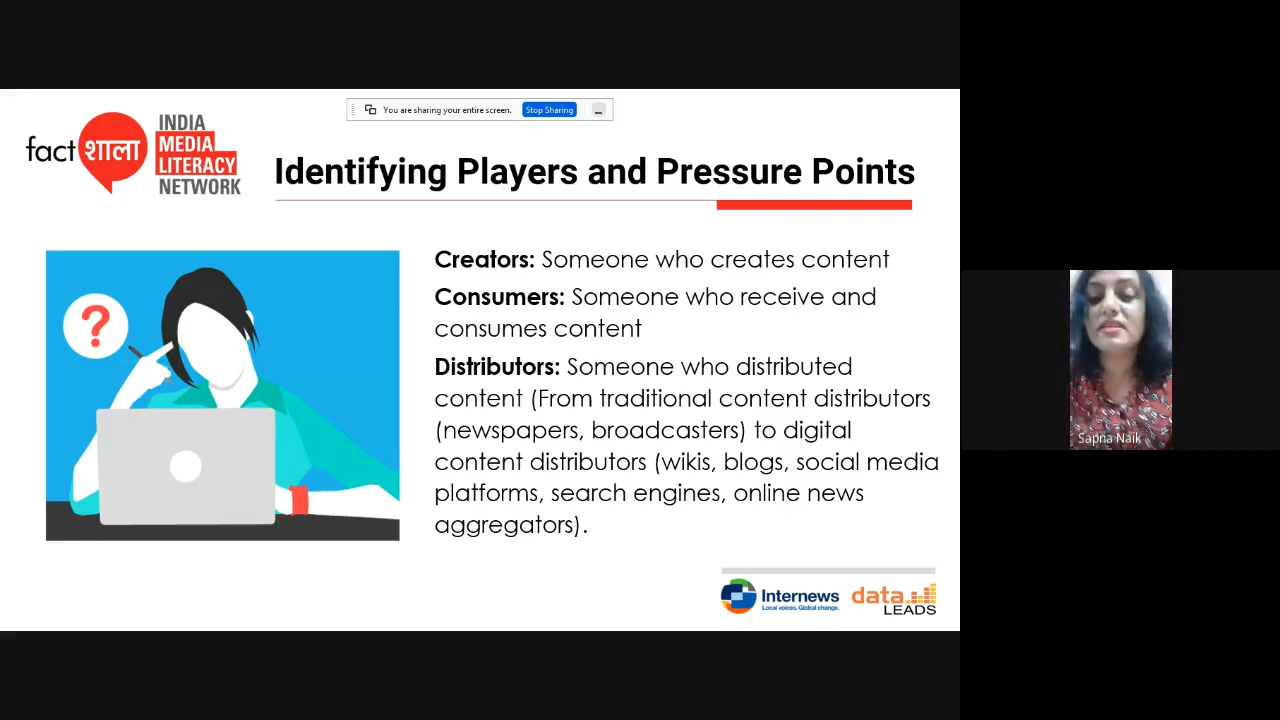 You are sharing your entire screen.
Stop Sharing
fact शाला
INDIA
MEDIA
LITERACY
NETWORK
Identifying Players and Pressure Points
?
Creators: Someone who creates content
Consumers: Someone who receive and
consumes content
Distributors: Someone who distributed
content (From traditional content distributors
(newspapers, broadcasters) to digital
content distributors (wikis, blogs, social media
platforms, search engines, online news
aggregators).
Sapna Naik
Internews
Local voices. Global change.
data
LEADS